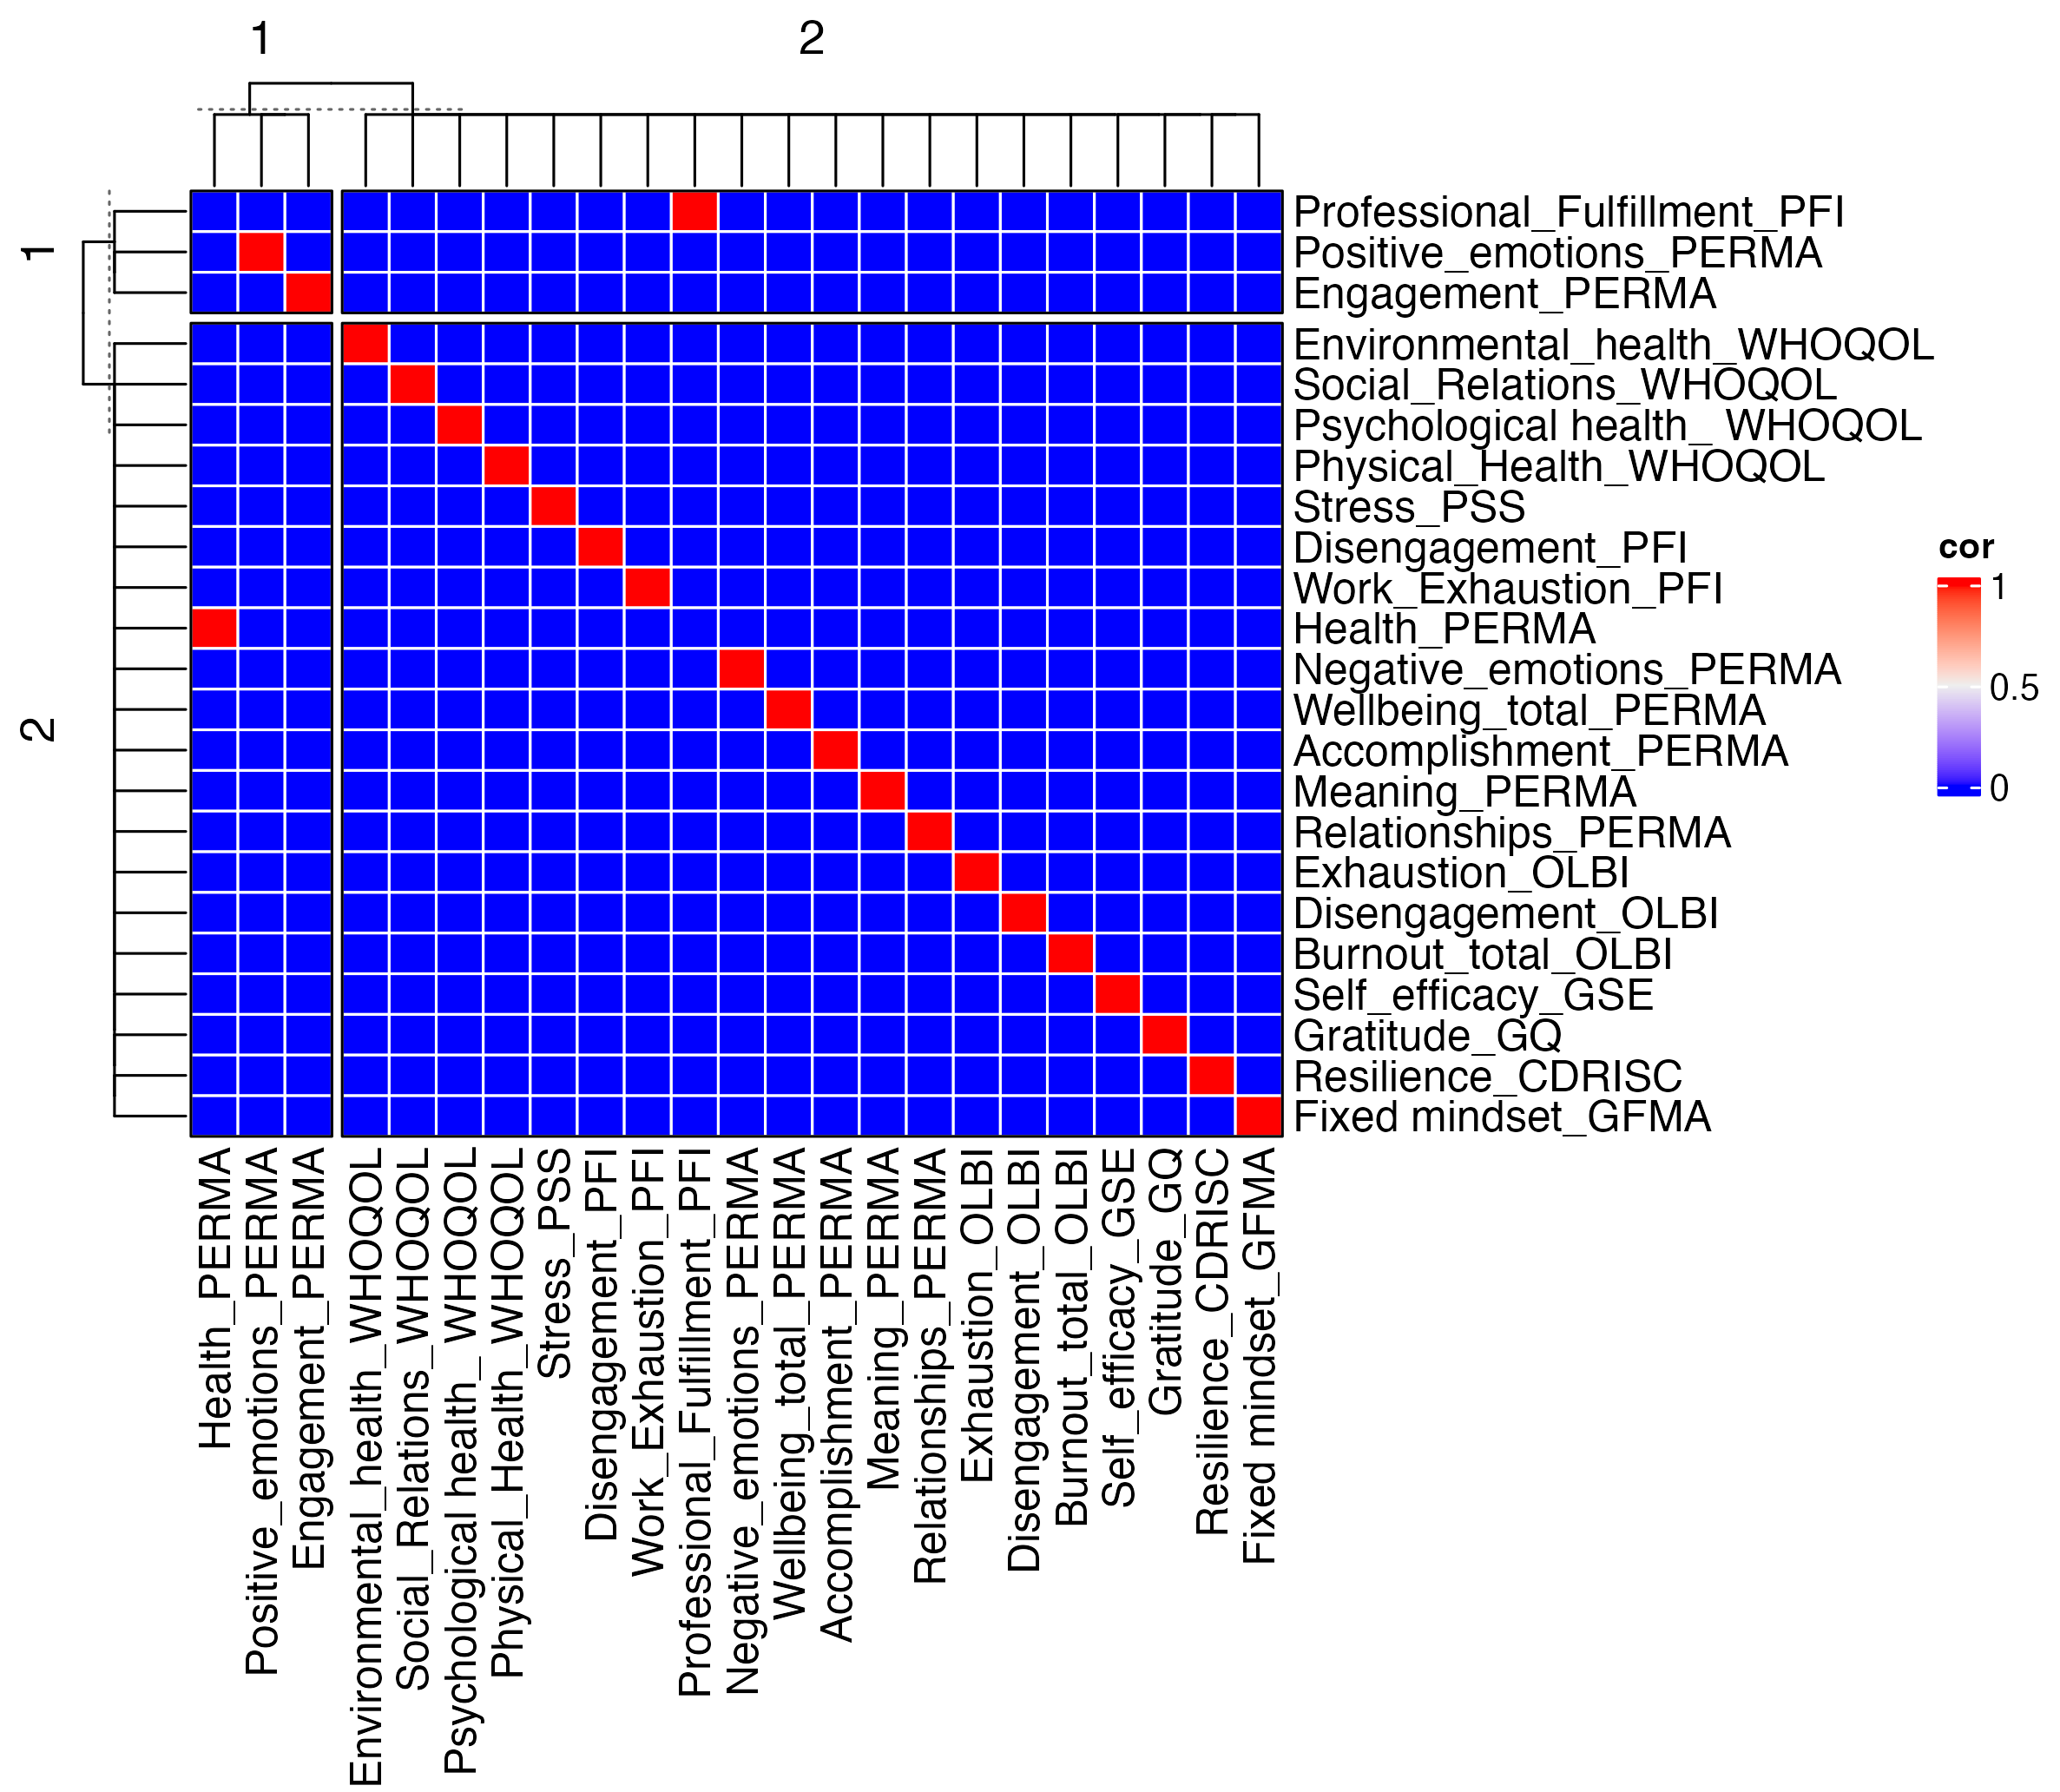 1
2
1
2
Professional_Fulfillment_PFI
Positive_emotions_PERMA
Engagement_PERMA
Environmental_health_WHOQOL
Social_Relations_WHOQOL
Psychological health_ WHOQOL
Physical_Health_WHOQOL
Stress_PSS
Disengagement_PFI
Work_Exhaustion_PFI
Health_PERMA
Negative_emotions_PERMA
Wellbeing_total_PERMA
Accomplishment_PERMA
Meaning_PERMA
Relationships_PERMA
Exhaustion_OLBI
Disengagement_OLBI
Burnout_total_OLBI
Self_efficacy_GSE
Gratitude_GQ
Resilience_CDRISC
Fixed mindset_GFMA
cor
1
0.5
0
Health_PERMA
Positive_emotions_PERMA
Engagement_PERMA
Environmental_health_WHOQOL
Social_Relations_WHOQOL
Psychological health_ WHOQOL
Physical_Health_WHOQOL
Stress_PSS
Disengagement_PFI
Work_Exhaustion_PFI
Professional_Fulfillment_PFI
Negative_emotions_PERMA
Wellbeing_total_PERMA
Accomplishment_PERMA
Meaning_PERMA
Relationships_PERMA
Exhaustion_OLBI
Disengagement_OLBI
Burnout_total_OLBI
Self_efficacy_GSE
Gratitude_GQ
Resilience_CDRISC
Fixed mindset_GFMA